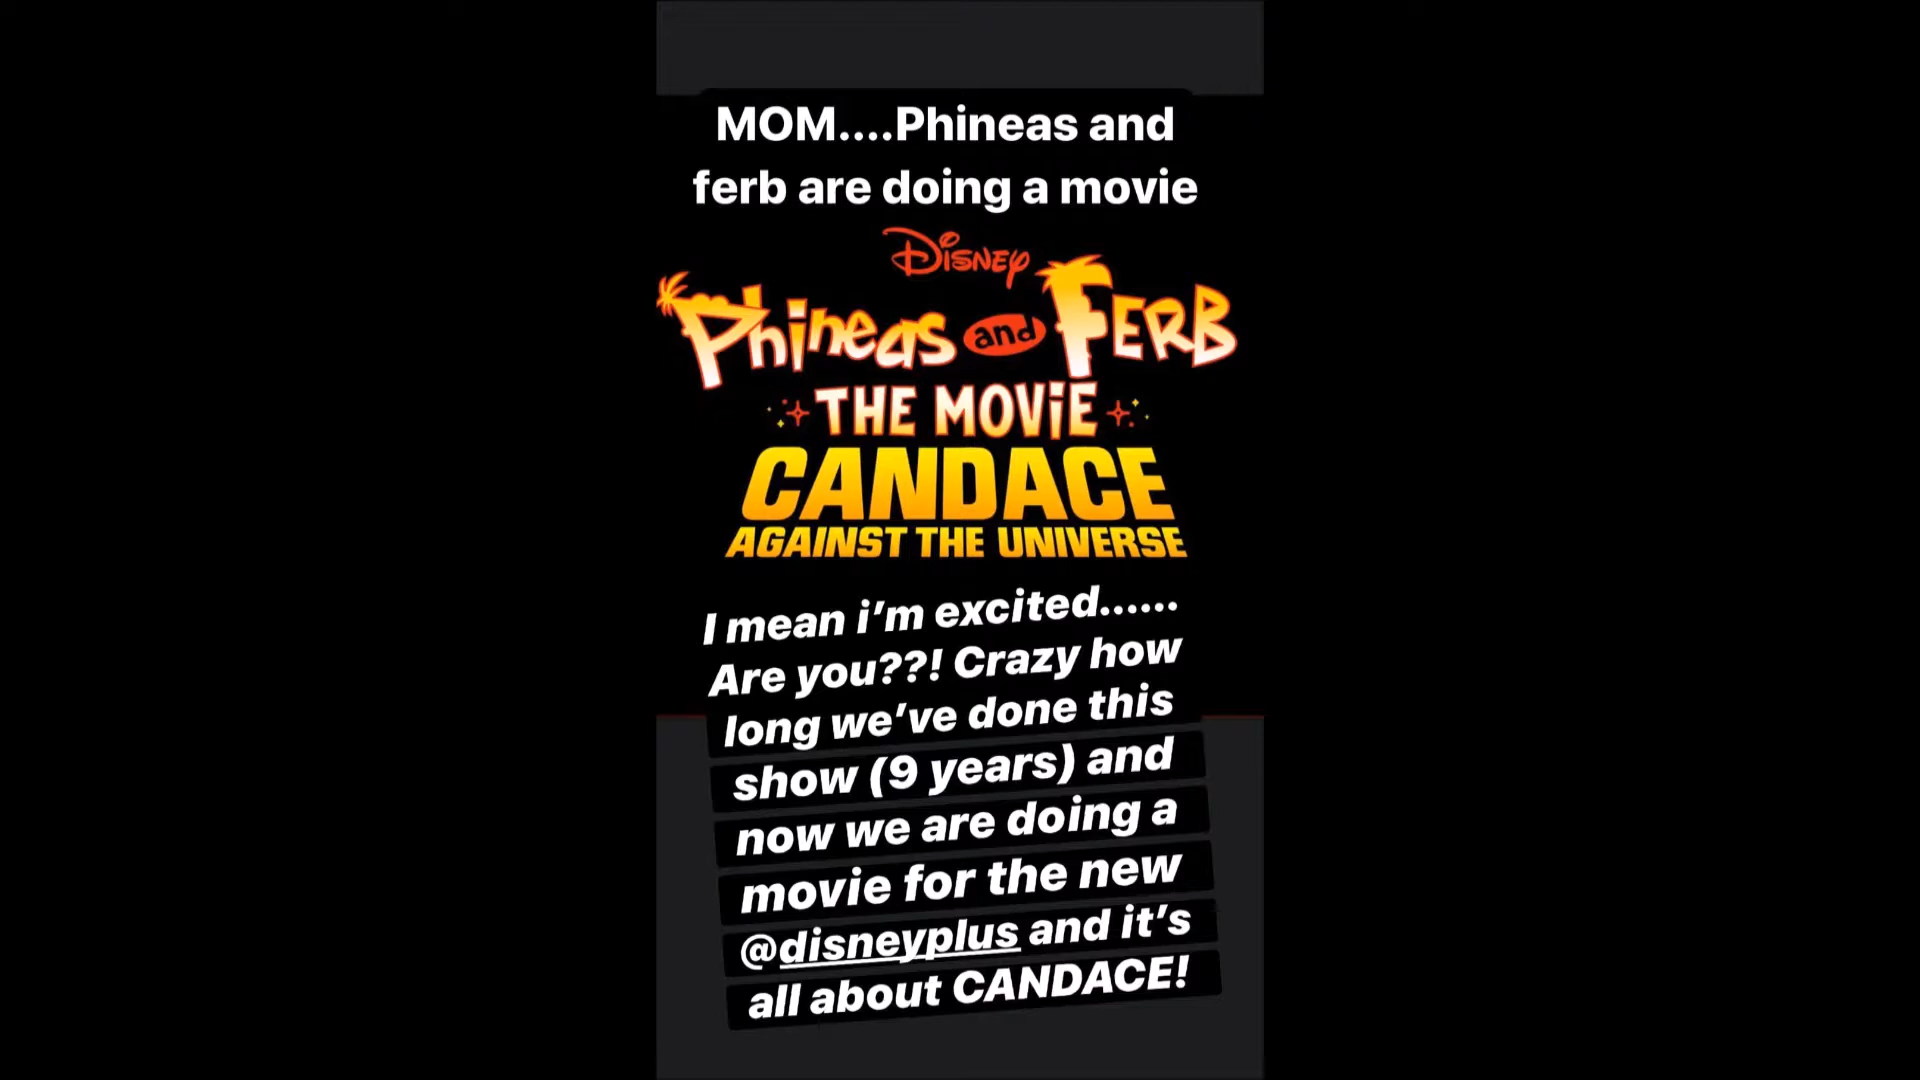 MOM....Phineas and
ferb are doing a movie
Disney
Phineas and Ferb
THE MOViE
CANDACE
AGAINST THE UNIVERSE
I mean i’m excited......
Are you??! Crazy how
long we’ve done this
show (9 years) and
now we are doing a
movie for the new
@disneyplus and it’s
all about CANDACE!